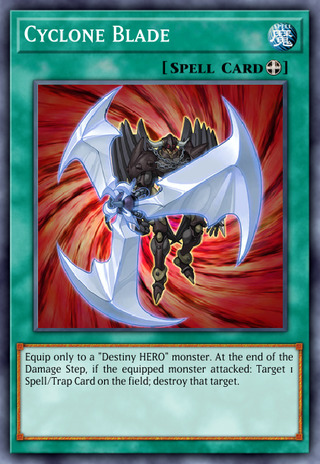 Cyclone Blade
[Spell Card]
Equip only to a "Destiny HERO" monster. At the end of the
Damage Step, if the equipped monster attacked: Target 1
Spell/Trap Card on the field; destroy that target.